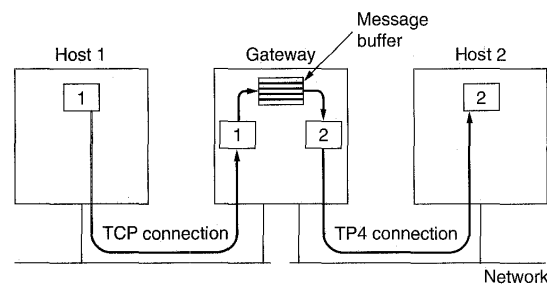 Message
buffer
Host 1
Gateway
Host 2
1
1
2
2
TCP connection
TP4 connection
Network